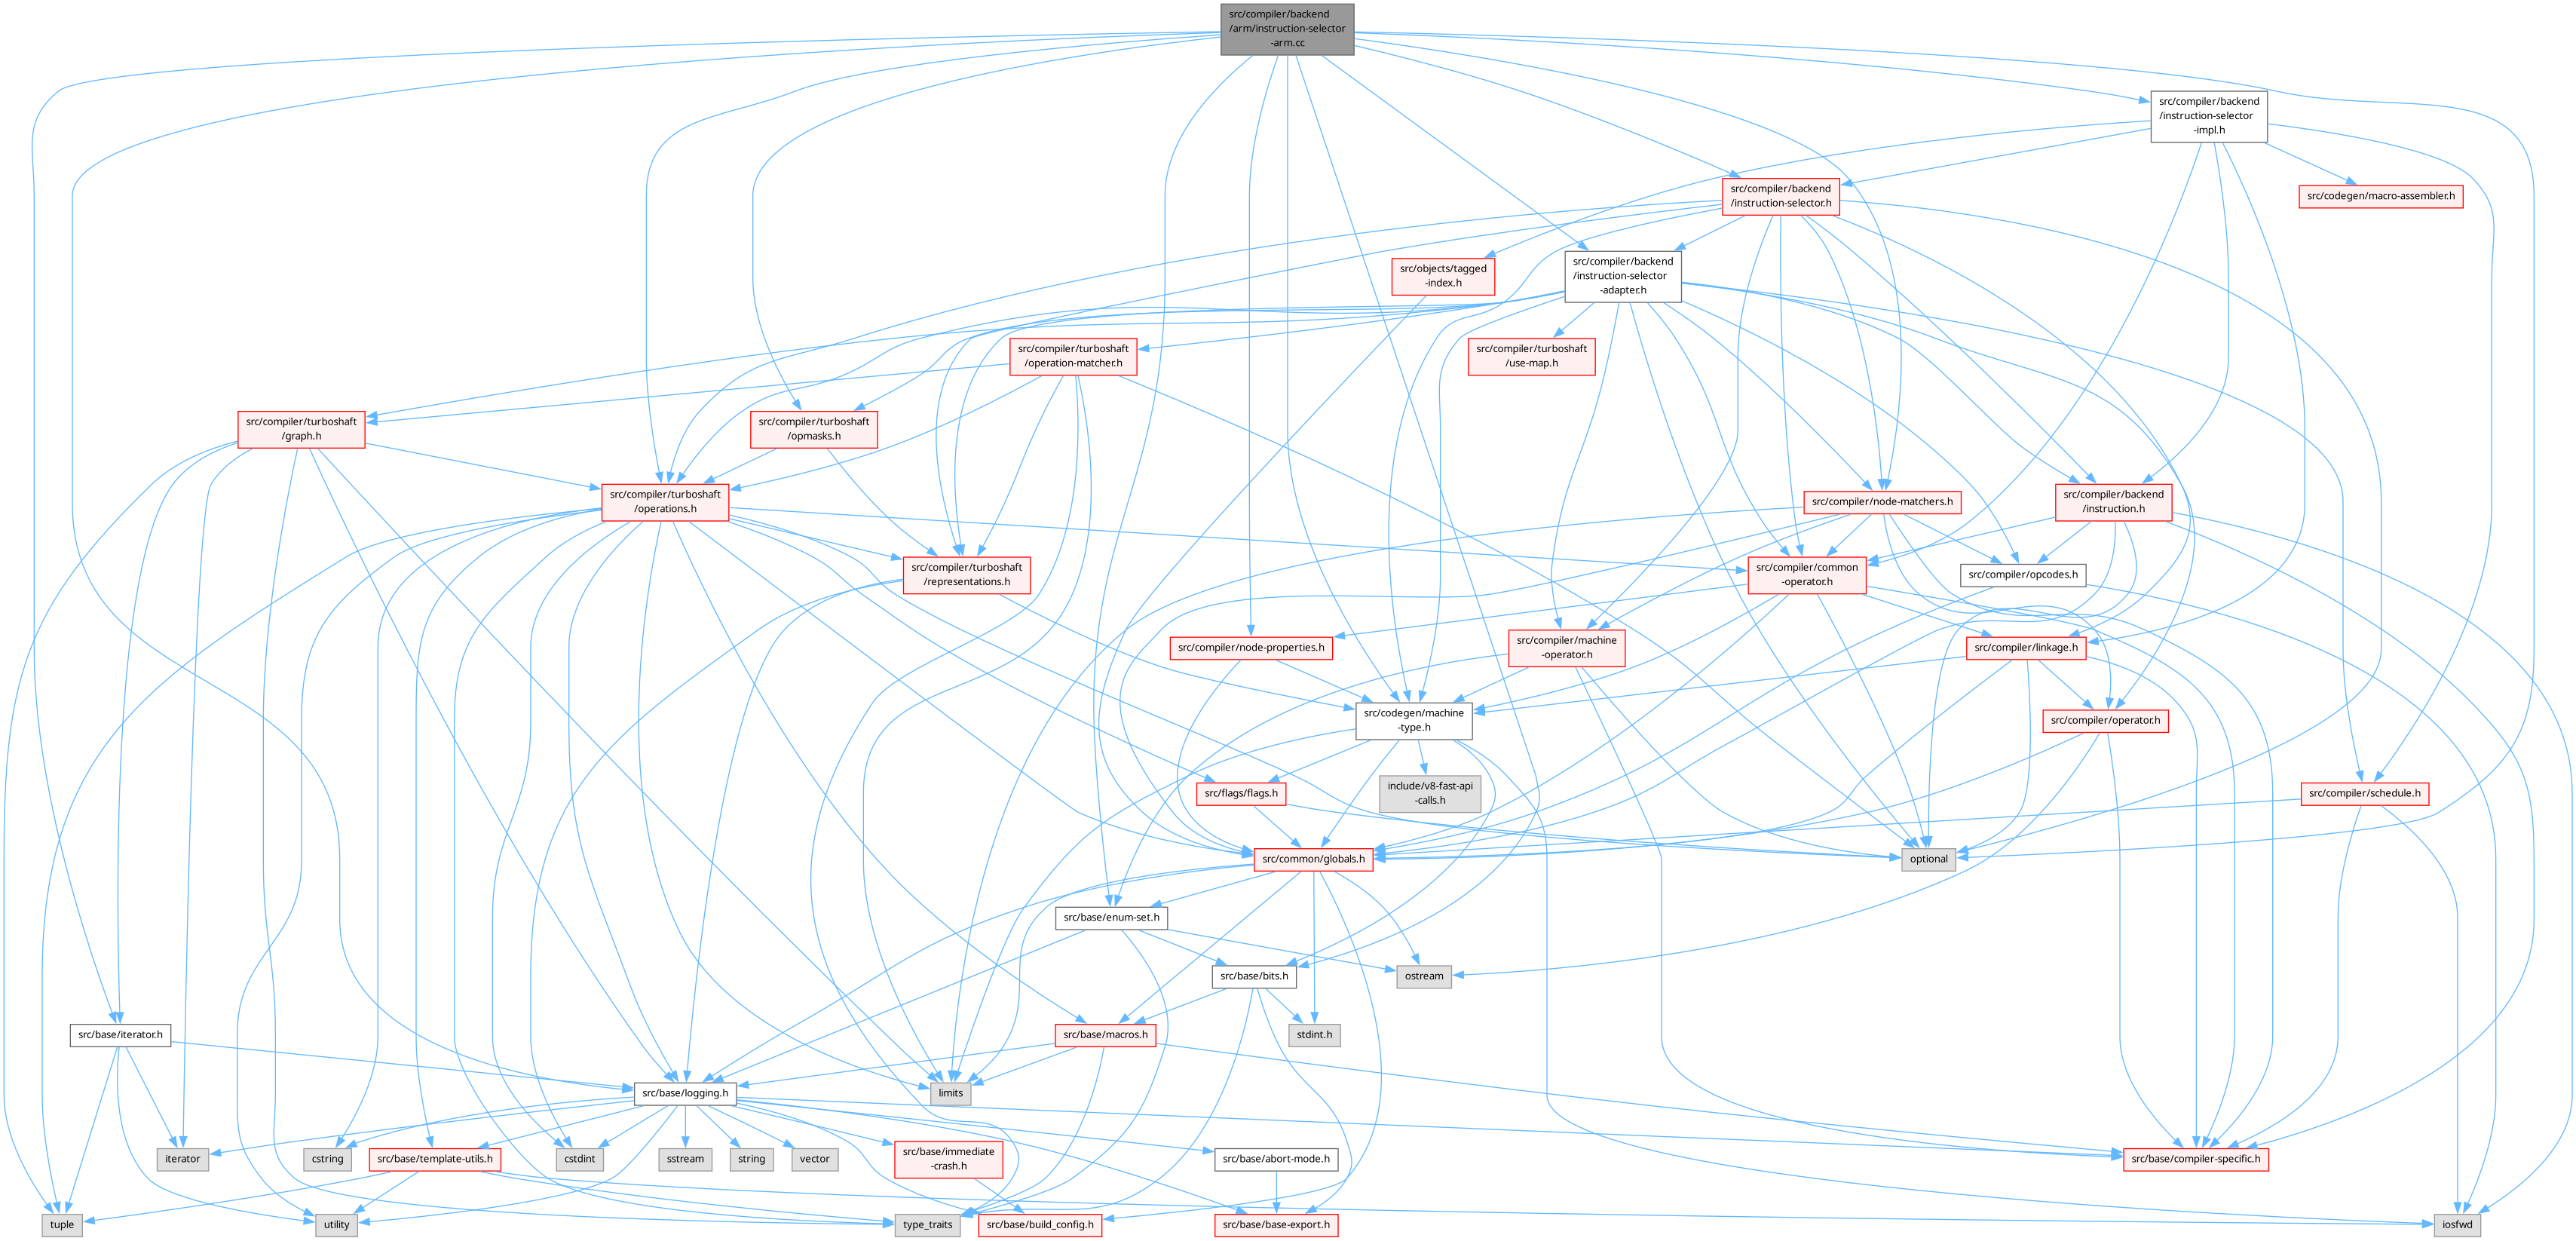 src/compiler/backend
/arm/instruction-selector
-arm.cc
src/compiler/backend
/instruction-selector
-impl.h
src/compiler/backend
/instruction-selector.h
src/codegen/macro-assembler.h
src/objects/tagged
-index.h
src/compiler/backend
/instruction-selector
-adapter.h
src/compiler/turboshaft
/operation-matcher.h
src/compiler/turboshaft
/use-map.h
src/compiler/turboshaft
/graph.h
src/compiler/turboshaft
/opmasks.h
src/compiler/turboshaft
/operations.h
src/compiler/node-matchers.h
src/compiler/backend
/instruction.h
src/compiler/turboshaft
/representations.h
src/compiler/common
-operator.h
src/compiler/opcodes.h
src/compiler/node-properties.h
src/compiler/machine
-operator.h
src/compiler/linkage.h
src/codegen/machine
-type.h
src/compiler/operator.h
src/flags/flags.h
include/v8-fast-api
-calls.h
src/compiler/schedule.h
src/common/globals.h
optional
src/base/enum-set.h
src/base/bits.h
ostream
src/base/iterator.h
src/base/macros.h
stdint.h
src/base/logging.h
limits
iterator
cstring
src/base/template-utils.h
cstdint
sstream
string
vector
src/base/immediate
-crash.h
src/base/abort-mode.h
src/base/compiler-specific.h
tuple
utility
type_traits
src/base/build_config.h
src/base/base-export.h
iosfwd